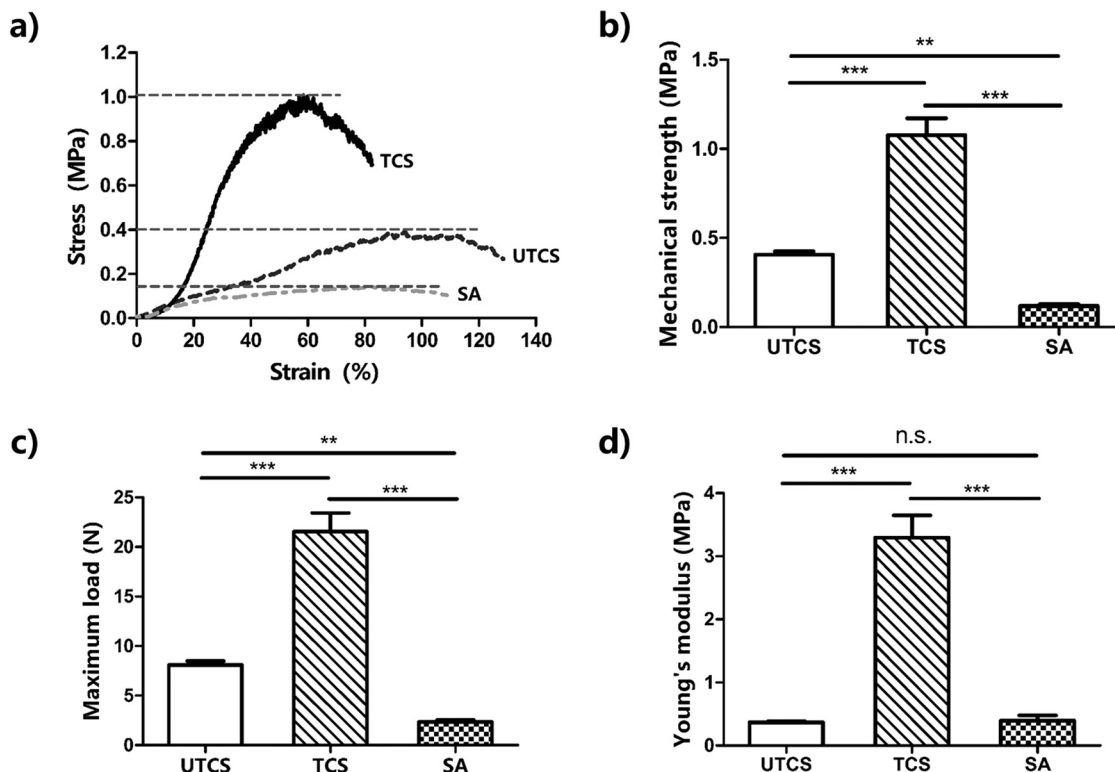 a)
Stress (MPa)
1.2
1.0
0.8
0.6
0.4
0.2
0.0
TCS
UTCS
SA
0 20 40 60 80 100 120 140
Strain (%)
b)
Mechanical strength (MPa)
**
***
***
1.5
1.0
0.5
0.0
UTCS TCS SA
c)
Maximum load (N)
**
***
***
25
20
15
10
5
0
UTCS TCS SA
d)
Young's modulus (MPa)
n.s.
***
***
4
3
2
1
0
UTCS TCS SA